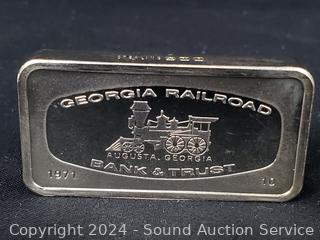 GEORGIA RAILROAD
AUGUSTA, GEORGIA
BANK & TRUST
1971 10
Copyright © 2024 - Sound Auction Service